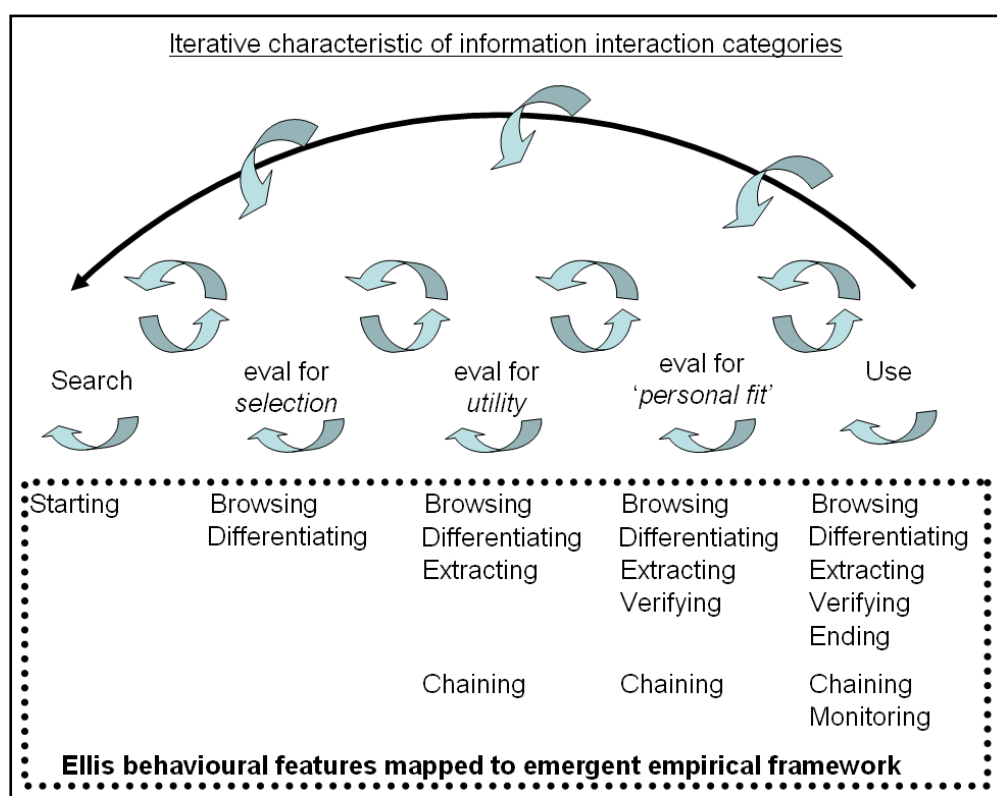 Iterative characteristic of information interaction categories
Search
eval for
selection
eval for
utility
eval for
‘personal fit’
Use
Starting
Browsing
Differentiating
Browsing
Differentiating
Extracting
Chaining
Browsing
Differentiating
Extracting
Verifying
Chaining
Browsing
Differentiating
Extracting
Verifying
Ending
Chaining
Monitoring
Ellis behavioural features mapped to emergent empirical framework